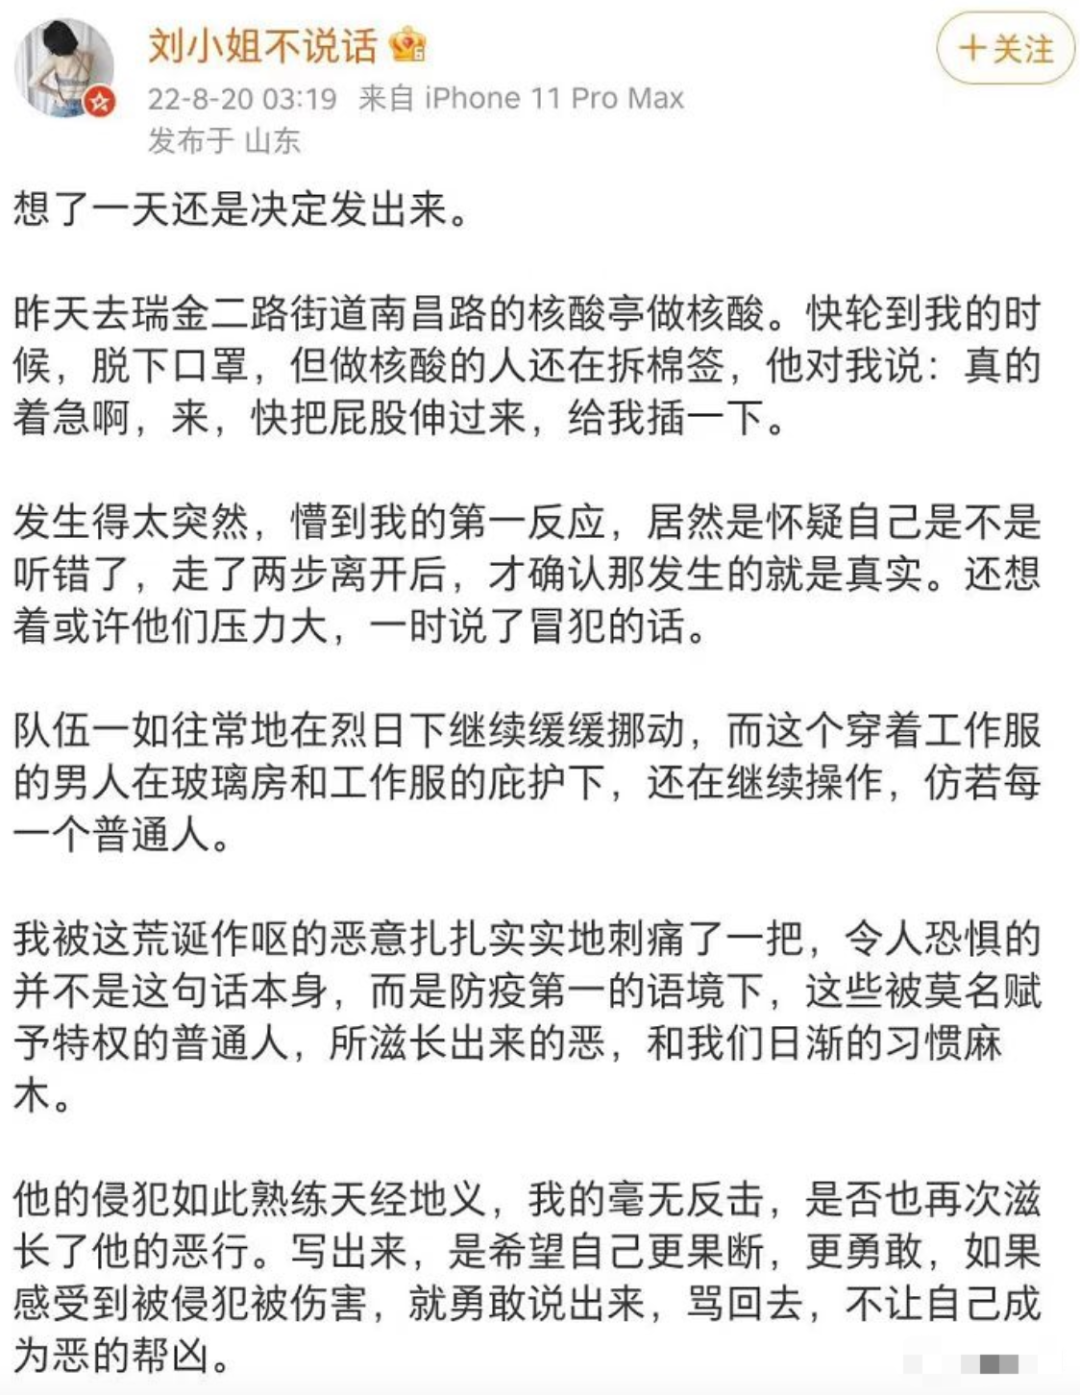 刘小姐不说话
+关注
22-8-20 03:19 来自 iPhone 11 Pro Max
发布于 山东
想了一天还是决定发出来。
昨天去瑞金二路街道南昌路的核酸亭做核酸。快轮到我的时
候，脱下口罩，但做核酸的人还在拆棉签，他对我说：真的
着急啊，来，快把屁股伸过来，给我插一下。
发生得太突然，懵到我的第一反应，居然是怀疑自己是不是
听错了，走了两步离开后，才确认那发生的就是真实。还想
着或许他们压力大，一时说了冒犯的话。
队伍一如往常地在烈日下继续缓缓挪动，而这个穿着工作服
的男人在玻璃房和工作服的庇护下，还在继续操作，仿若每
一个普通人。
我被这荒诞作呕的恶意扎扎实实地刺痛了一把，令人恐惧的
并不是这句话本身，而是防疫第一的语境下，这些被莫名赋
予特权的普通人，所滋长出来的恶，和我们日渐的习惯麻
木。
他的侵犯如此熟练天经地义，我的毫无反击，是否也再次滋
长了他的恶行。写出来，是希望自己更果断，更勇敢，如果
感受到被侵犯被伤害，就勇敢说出来，骂回去，不让自己成
为恶的帮凶。